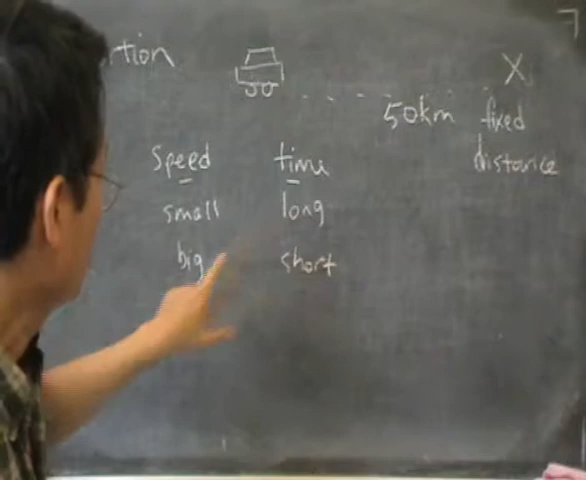 rtion
X
50km fixed
distance
speed time
small long
big short